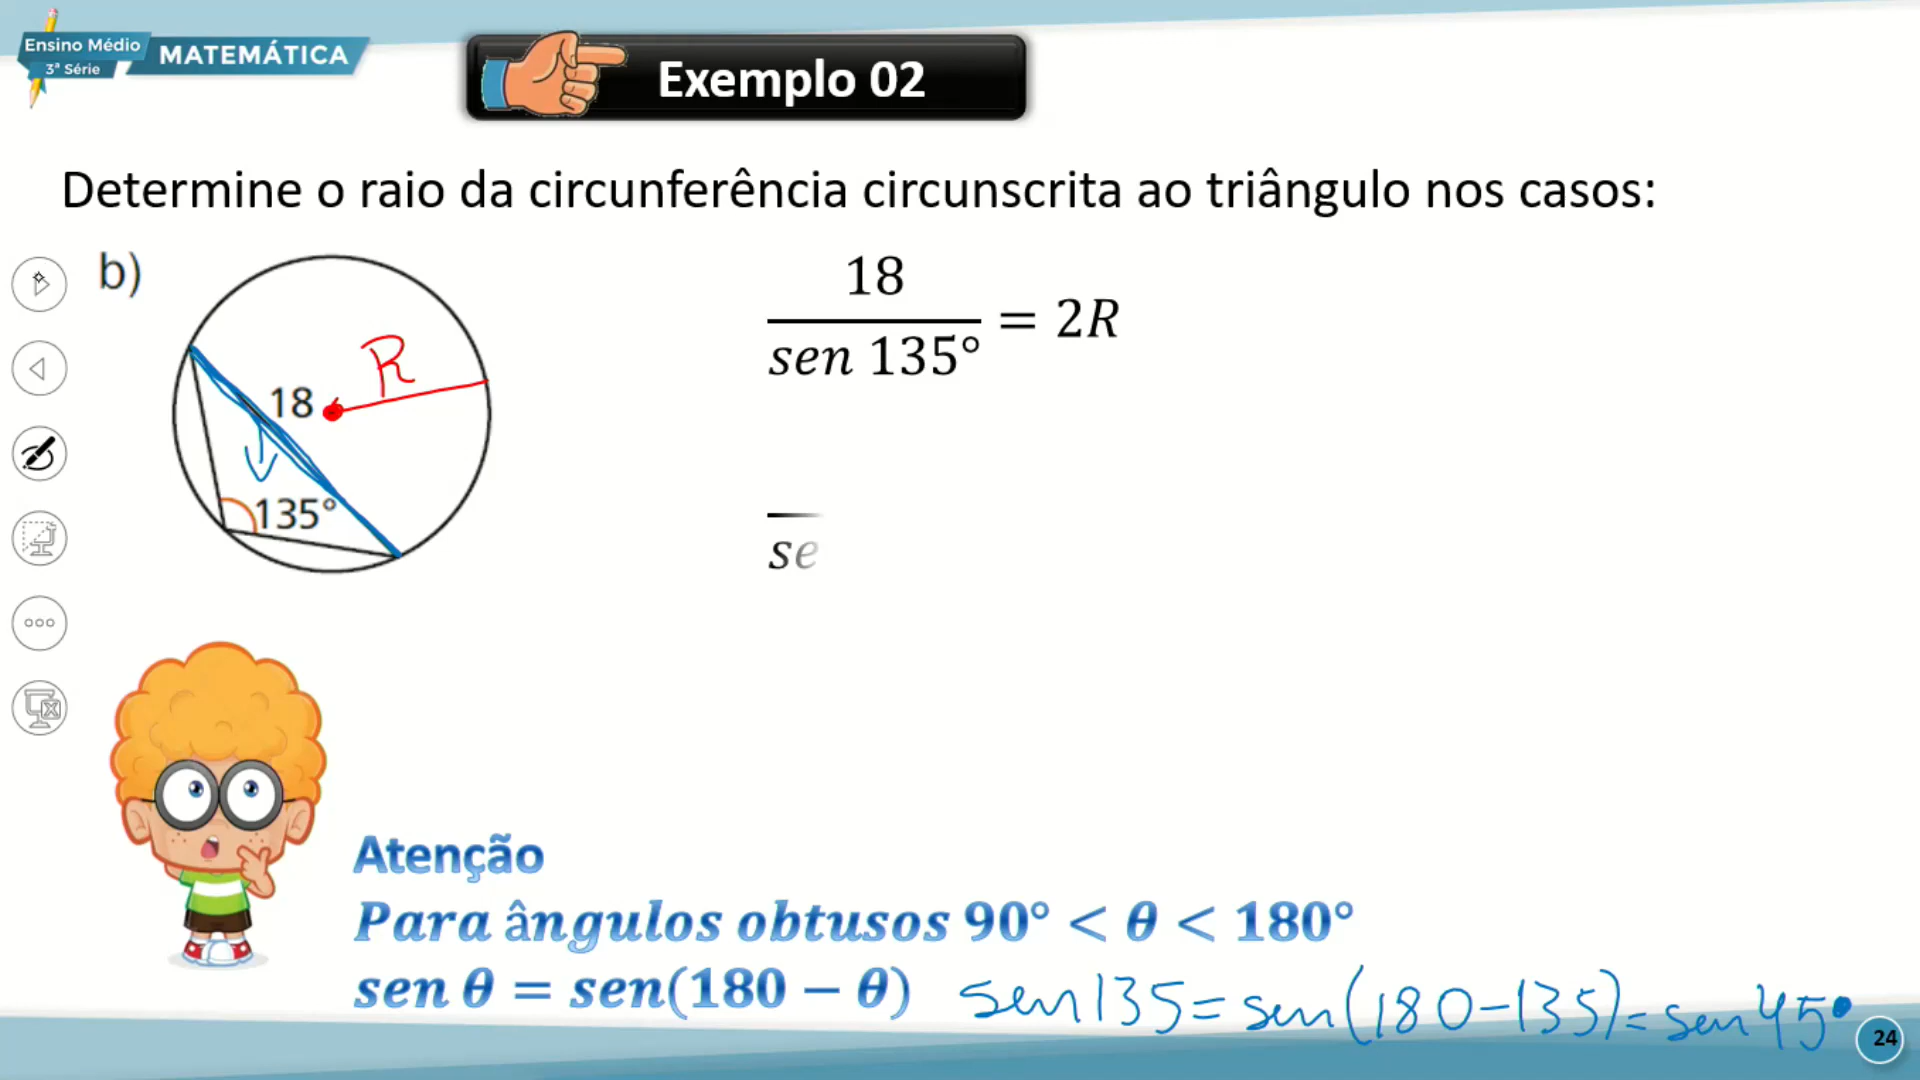 Ensino Médio
3ª Série
MATEMÁTICA
Exemplo 02
Determine o raio da circunferência circunscrita ao triângulo nos casos:
b)
R
18
135°
18
sen 135°
= 2R
se
Atenção
Para ângulos obtusos 90° < θ < 180°
sen θ = sen(180 − θ)
sen 135 = sen(180-135) = sen 45°
24